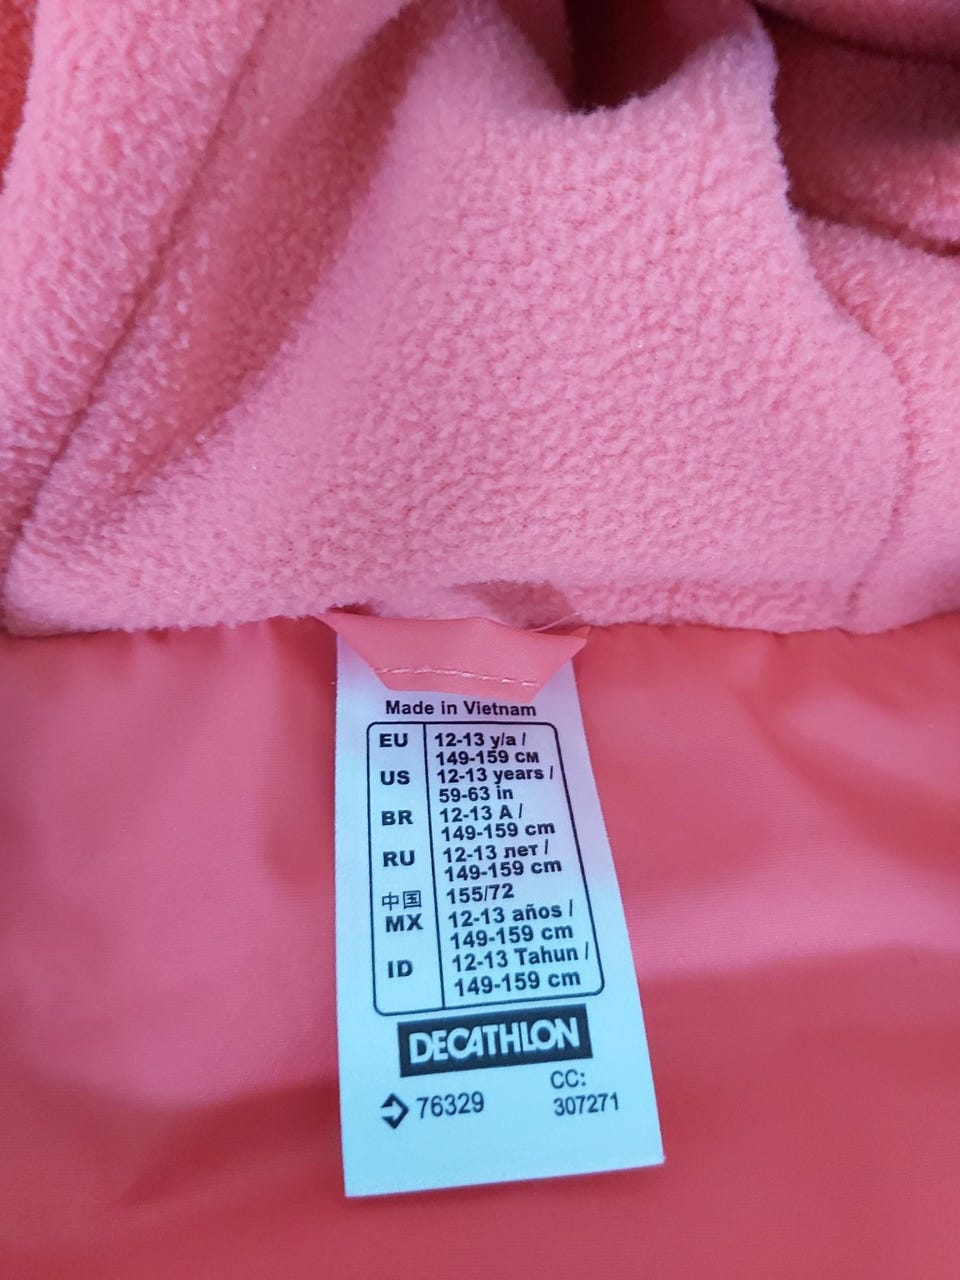 Made in Vietnam
EU 12-13 y/a /
149-159 см
US 12-13 years /
59-63 in
BR 12-13 A /
149-159 cm
RU 12-13 лет /
149-159 cm
中国 155/72
MX 12-13 años /
149-159 cm
ID 12-13 Tahun /
149-159 cm
DECATHLON
76329
CC:
307271